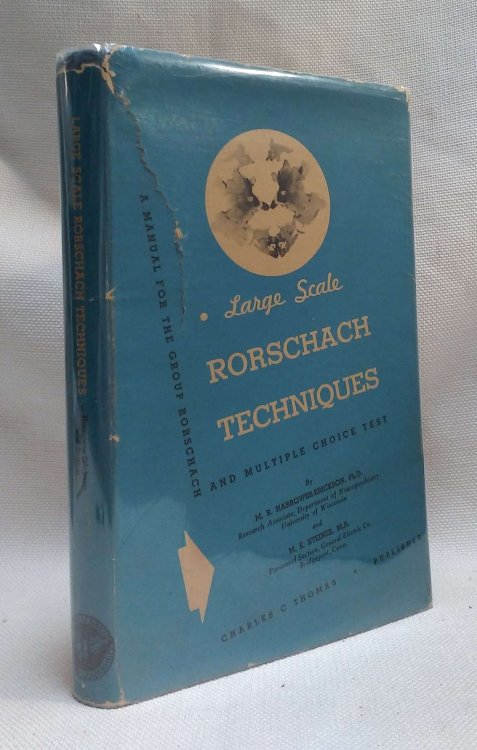 LARGE SCALE RORSCHACH TECHNIQUES
A MANUAL FOR THE GROUP RORSCHACH
Large Scale
RORSCHACH
TECHNIQUES
AND MULTIPLE CHOICE TEST
By
M. R. HARROWER-ERICKSON, Ph.D.
Research Associate, Department of Neuropsychiatry
University of Wisconsin
and
M. E. STEINER, M.A.
Personnel Section, General Electric Co.
Bridgeport, Conn.
CHARLES C THOMAS • PUBLISHER